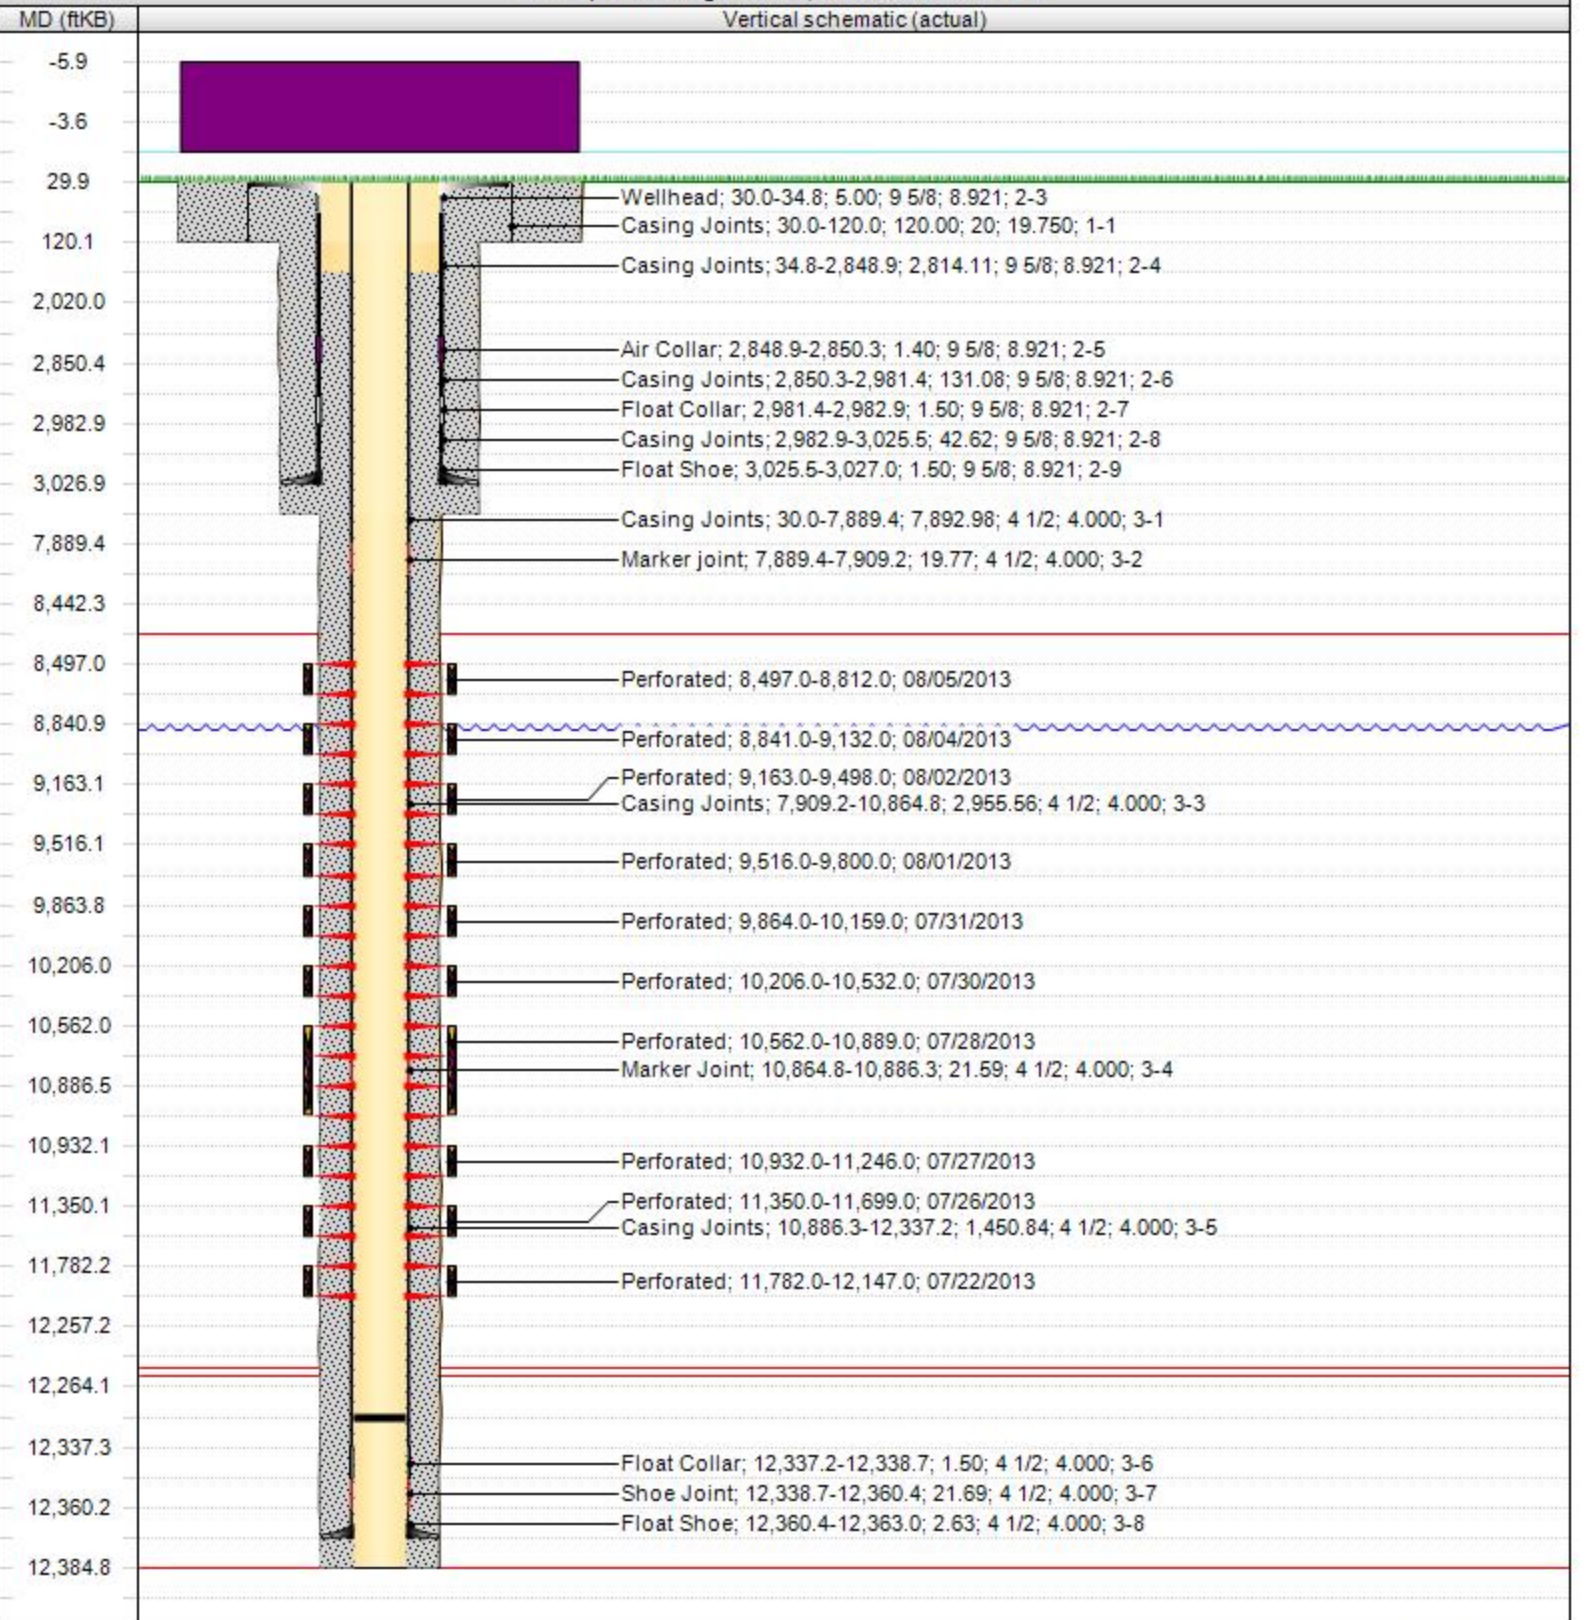 MD (ftKB) Vertical schematic (actual)
-5.9
-3.6
29.9
Wellhead; 30.0-34.8; 5.00; 9 5/8; 8.921; 2-3
Casing Joints; 30.0-120.0; 120.00; 20; 19.750; 1-1
120.1
Casing Joints; 34.8-2,848.9; 2,814.11; 9 5/8; 8.921; 2-4
2,020.0
Air Collar; 2,848.9-2,850.3; 1.40; 9 5/8; 8.921; 2-5
2,850.4
Casing Joints; 2,850.3-2,981.4; 131.08; 9 5/8; 8.921; 2-6
Float Collar; 2,981.4-2,982.9; 1.50; 9 5/8; 8.921; 2-7
2,982.9
Casing Joints; 2,982.9-3,025.5; 42.62; 9 5/8; 8.921; 2-8
Float Shoe; 3,025.5-3,027.0; 1.50; 9 5/8; 8.921; 2-9
3,026.9
Casing Joints; 30.0-7,889.4; 7,892.98; 4 1/2; 4.000; 3-1
7,889.4
Marker joint; 7,889.4-7,909.2; 19.77; 4 1/2; 4.000; 3-2
8,442.3
8,497.0
Perforated; 8,497.0-8,812.0; 08/05/2013
8,840.9
Perforated; 8,841.0-9,132.0; 08/04/2013
9,163.1
Perforated; 9,163.0-9,498.0; 08/02/2013
Casing Joints; 7,909.2-10,864.8; 2,955.56; 4 1/2; 4.000; 3-3
9,516.1
Perforated; 9,516.0-9,800.0; 08/01/2013
9,863.8
Perforated; 9,864.0-10,159.0; 07/31/2013
10,206.0
Perforated; 10,206.0-10,532.0; 07/30/2013
10,562.0
Perforated; 10,562.0-10,889.0; 07/28/2013
Marker Joint; 10,864.8-10,886.3; 21.59; 4 1/2; 4.000; 3-4
10,886.5
10,932.1
Perforated; 10,932.0-11,246.0; 07/27/2013
11,350.1
Perforated; 11,350.0-11,699.0; 07/26/2013
Casing Joints; 10,886.3-12,337.2; 1,450.84; 4 1/2; 4.000; 3-5
11,782.2
Perforated; 11,782.0-12,147.0; 07/22/2013
12,257.2
12,264.1
12,337.3
Float Collar; 12,337.2-12,338.7; 1.50; 4 1/2; 4.000; 3-6
Shoe Joint; 12,338.7-12,360.4; 21.69; 4 1/2; 4.000; 3-7
12,360.2
Float Shoe; 12,360.4-12,363.0; 2.63; 4 1/2; 4.000; 3-8
12,384.8